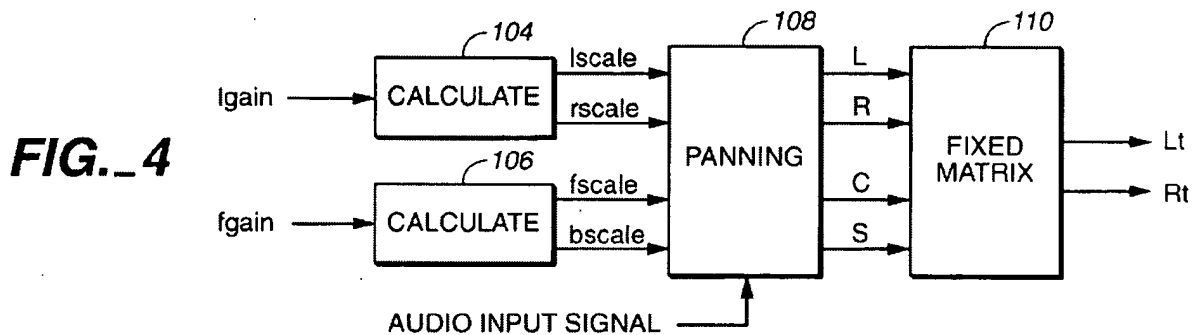 FIG._4
lgain
fgain
104
CALCULATE
106
CALCULATE
lscale
rscale
fscale
bscale
108
PANNING
AUDIO INPUT SIGNAL
L
R
C
S
110
FIXED
MATRIX
Lt
Rt